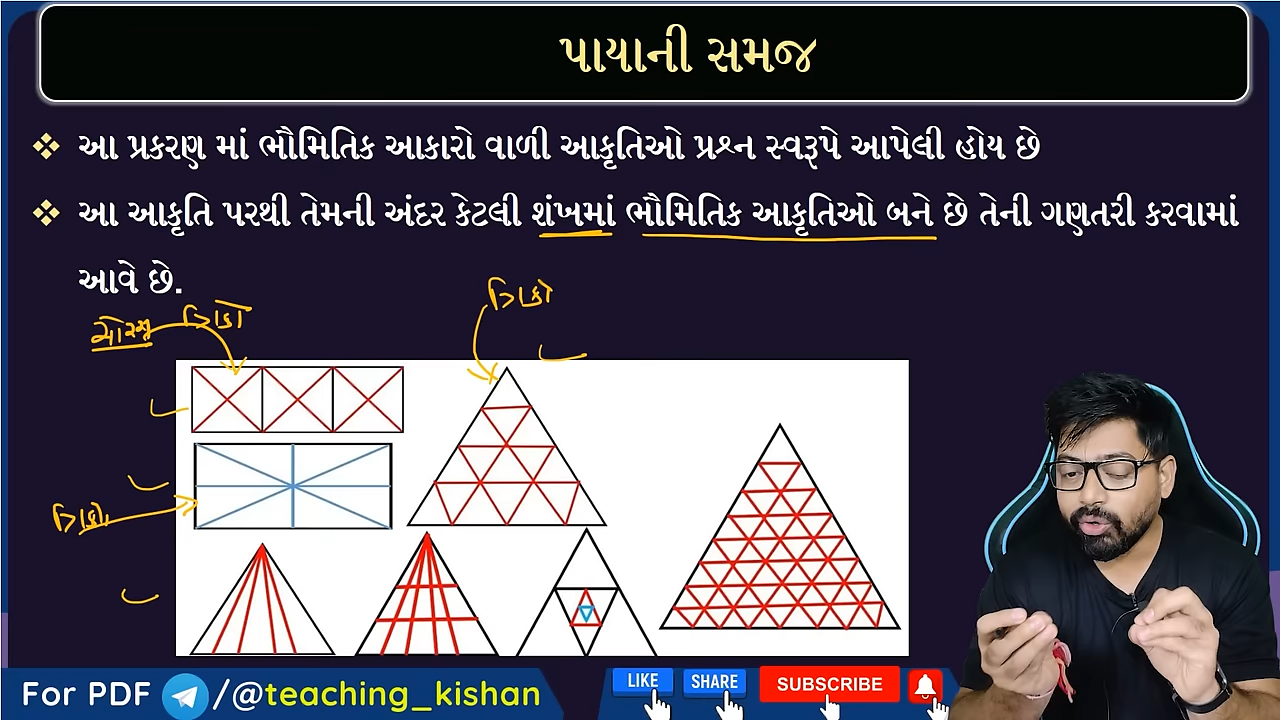 પાયાની સમજ
આ પ્રકરણ માં ભૌમિતિક આકારો વાળી આકૃતિઓ પ્રશ્ન સ્વરૂપે આપેલી હોય છે
આ આકૃતિ પરથી તેમની અંદર કેટલી શંખમાં ભૌમિતિક આકૃતિઓ બને છે તેની ગણતરી કરવામાં
આવે છે.
For PDF /@teaching_kishan
LIKE
SHARE
SUBSCRIBE